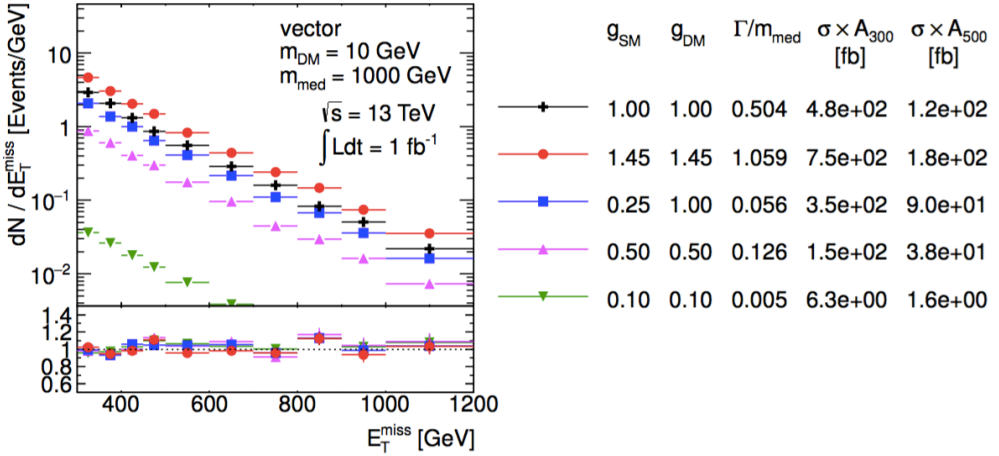 vector
m_DM = 10 GeV
m_med = 1000 GeV
√s = 13 TeV
∫ Ldt = 1 fb⁻¹
dN / dE_T^miss [Events/GeV]
10
1
10⁻¹
10⁻²
1.4
1.2
1
0.8
0.6
400 600 800 1000 1200
E_T^miss [GeV]
g_SM g_DM Γ/m_med σ × A_300 [fb] σ × A_500 [fb]
1.00 1.00 0.504 4.8e+02 1.2e+02
1.45 1.45 1.059 7.5e+02 1.8e+02
0.25 1.00 0.056 3.5e+02 9.0e+01
0.50 0.50 0.126 1.5e+02 3.8e+01
0.10 0.10 0.005 6.3e+00 1.6e+00